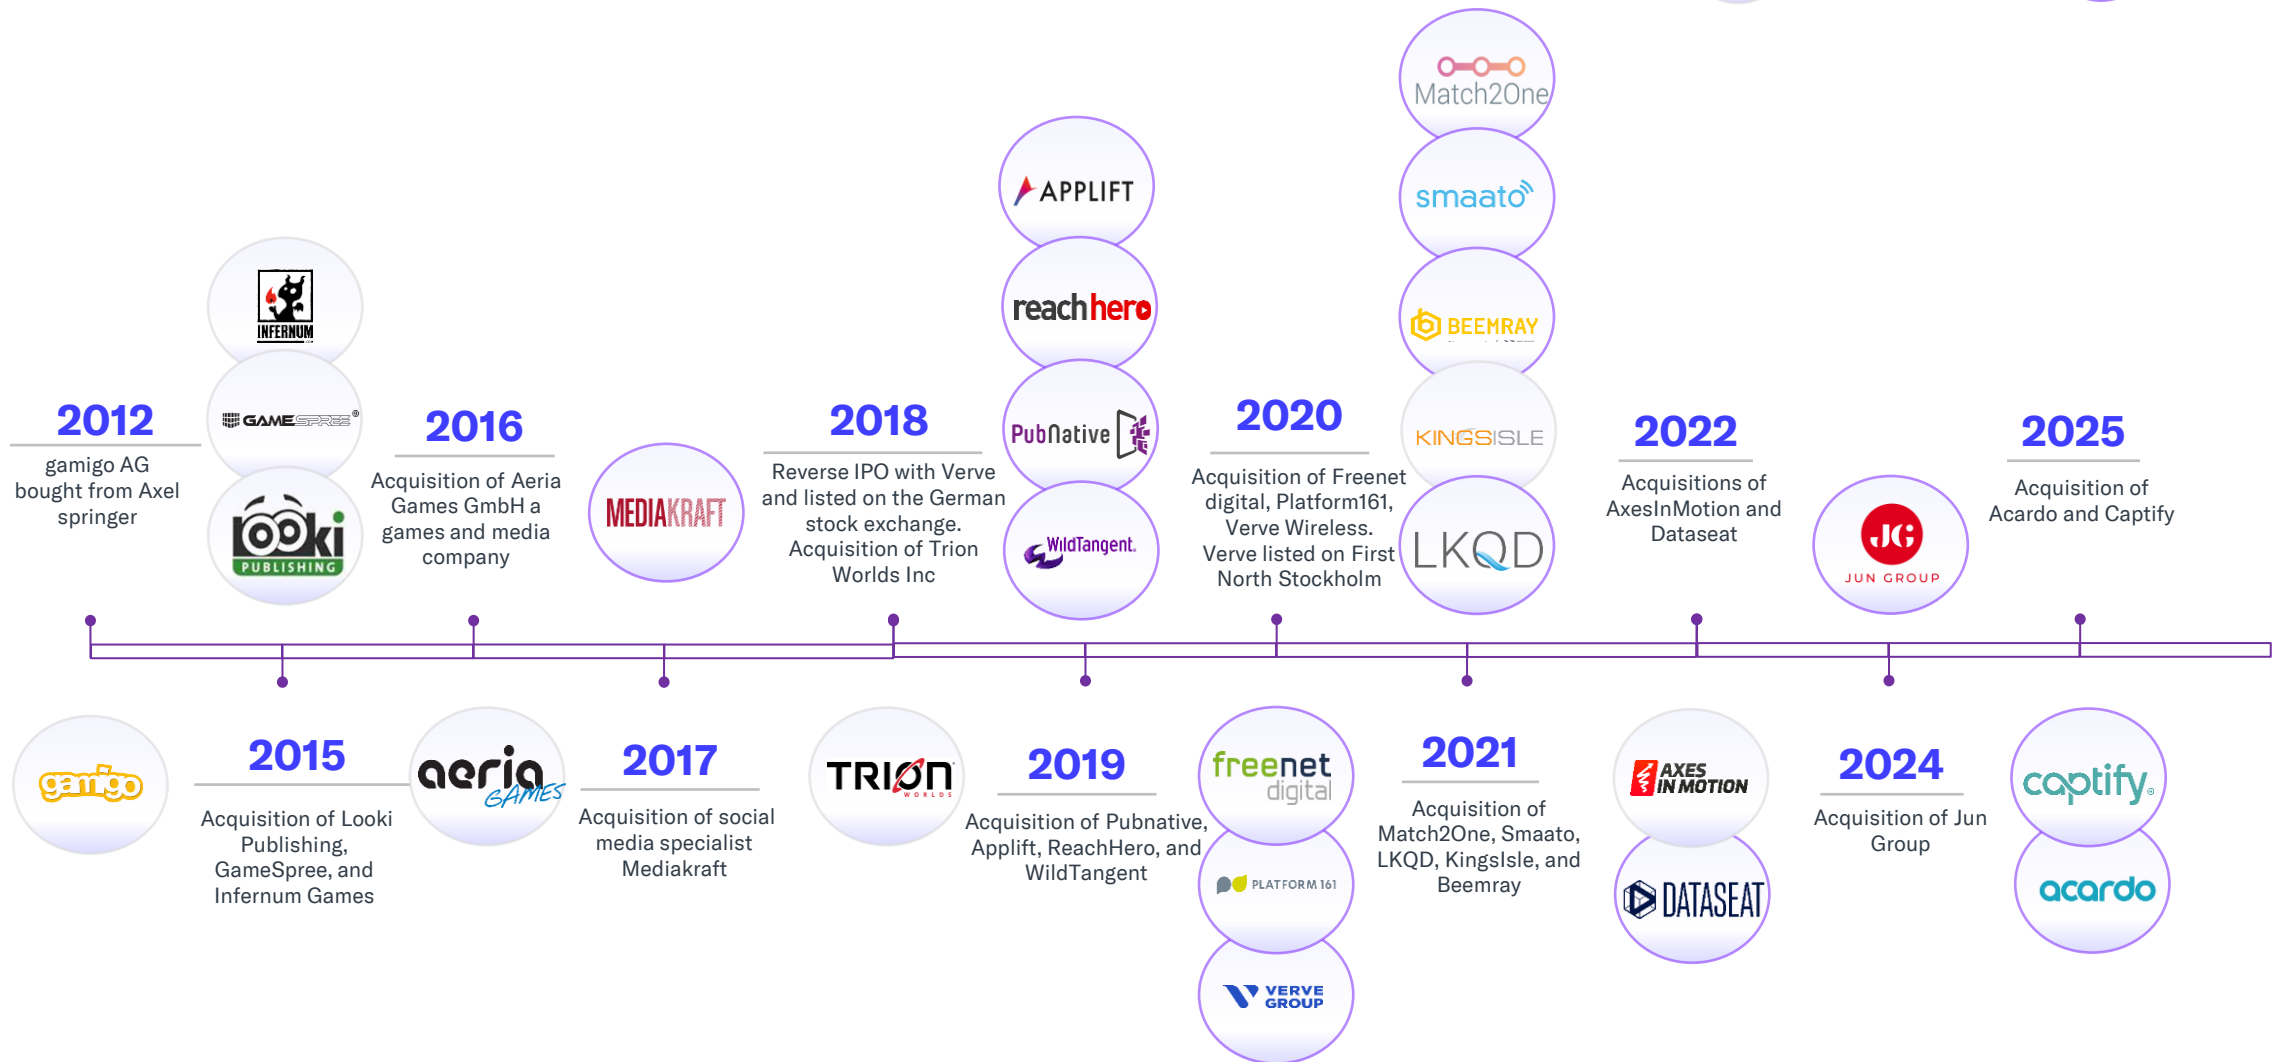 2012
gamigo AG
bought from Axel
springer
gamigo
INFERNUM
GAMESPREE®
looki
PUBLISHING
2015
Acquisition of Looki
Publishing,
GameSpree, and
Infernum Games
2016
Acquisition of Aeria
Games GmbH a
games and media
company
aeria
GAMES
MEDIAKRAFT
2017
Acquisition of social
media specialist
Mediakraft
2018
Reverse IPO with Verve
and listed on the German
stock exchange.
Acquisition of Trion
Worlds Inc
TRION
WORLDS
APPLIFT
reachhero
PubNative
WildTangent.
2019
Acquisition of Pubnative,
Applift, ReachHero, and
WildTangent
2020
Acquisition of Freenet
digital, Platform161,
Verve Wireless.
Verve listed on First
North Stockholm
freenet
digital
PLATFORM 161
VERVE
GROUP
Match2One
smaato
BEEMRAY
KINGSISLE
LKQD
2021
Acquisition of
Match2One, Smaato,
LKQD, KingsIsle, and
Beemray
2022
Acquisitions of
AxesInMotion and
Dataseat
AXES
IN MOTION
DATASEAT
JG
JUN GROUP
2024
Acquisition of Jun
Group
2025
Acquisition of
Acardo and Captify
captify®
acardo